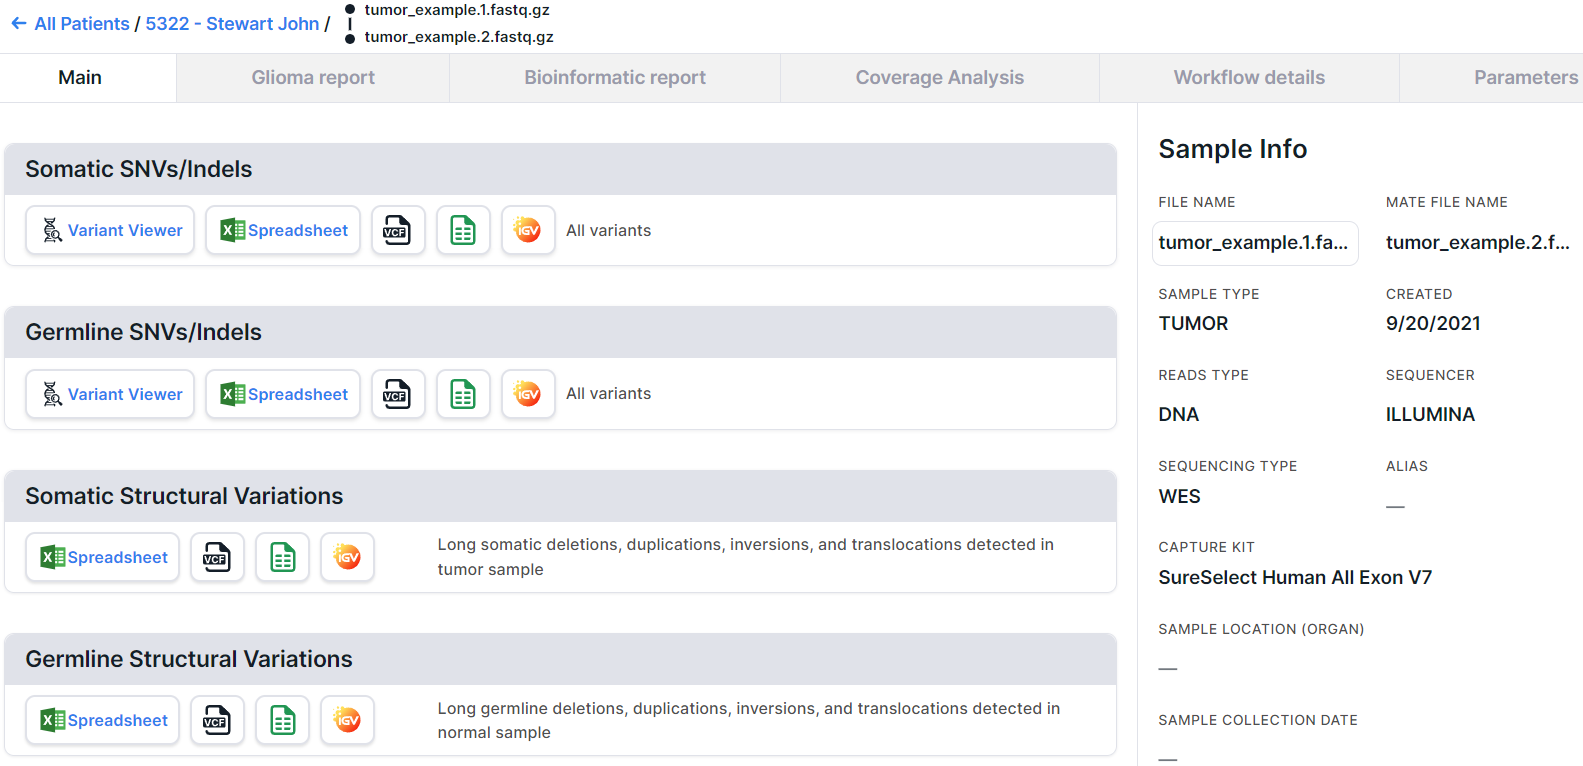 ← All Patients / 5322 - Stewart John /
tumor_example.1.fastq.gz
tumor_example.2.fastq.gz
Main
Glioma report
Bioinformatic report
Coverage Analysis
Workflow details
Parameters
Somatic SNVs/Indels
Variant Viewer
Spreadsheet
VCF
IGV
All variants
Germline SNVs/Indels
Variant Viewer
Spreadsheet
VCF
IGV
All variants
Somatic Structural Variations
Spreadsheet
VCF
IGV
Long somatic deletions, duplications, inversions, and translocations detected in
tumor sample
Germline Structural Variations
Spreadsheet
VCF
IGV
Long germline deletions, duplications, inversions, and translocations detected in
normal sample
Sample Info
FILE NAME
tumor_example.1.fa...
MATE FILE NAME
tumor_example.2.f...
SAMPLE TYPE
TUMOR
CREATED
9/20/2021
READS TYPE
DNA
SEQUENCER
ILLUMINA
SEQUENCING TYPE
WES
ALIAS
—
CAPTURE KIT
SureSelect Human All Exon V7
SAMPLE LOCATION (ORGAN)
—
SAMPLE COLLECTION DATE
—